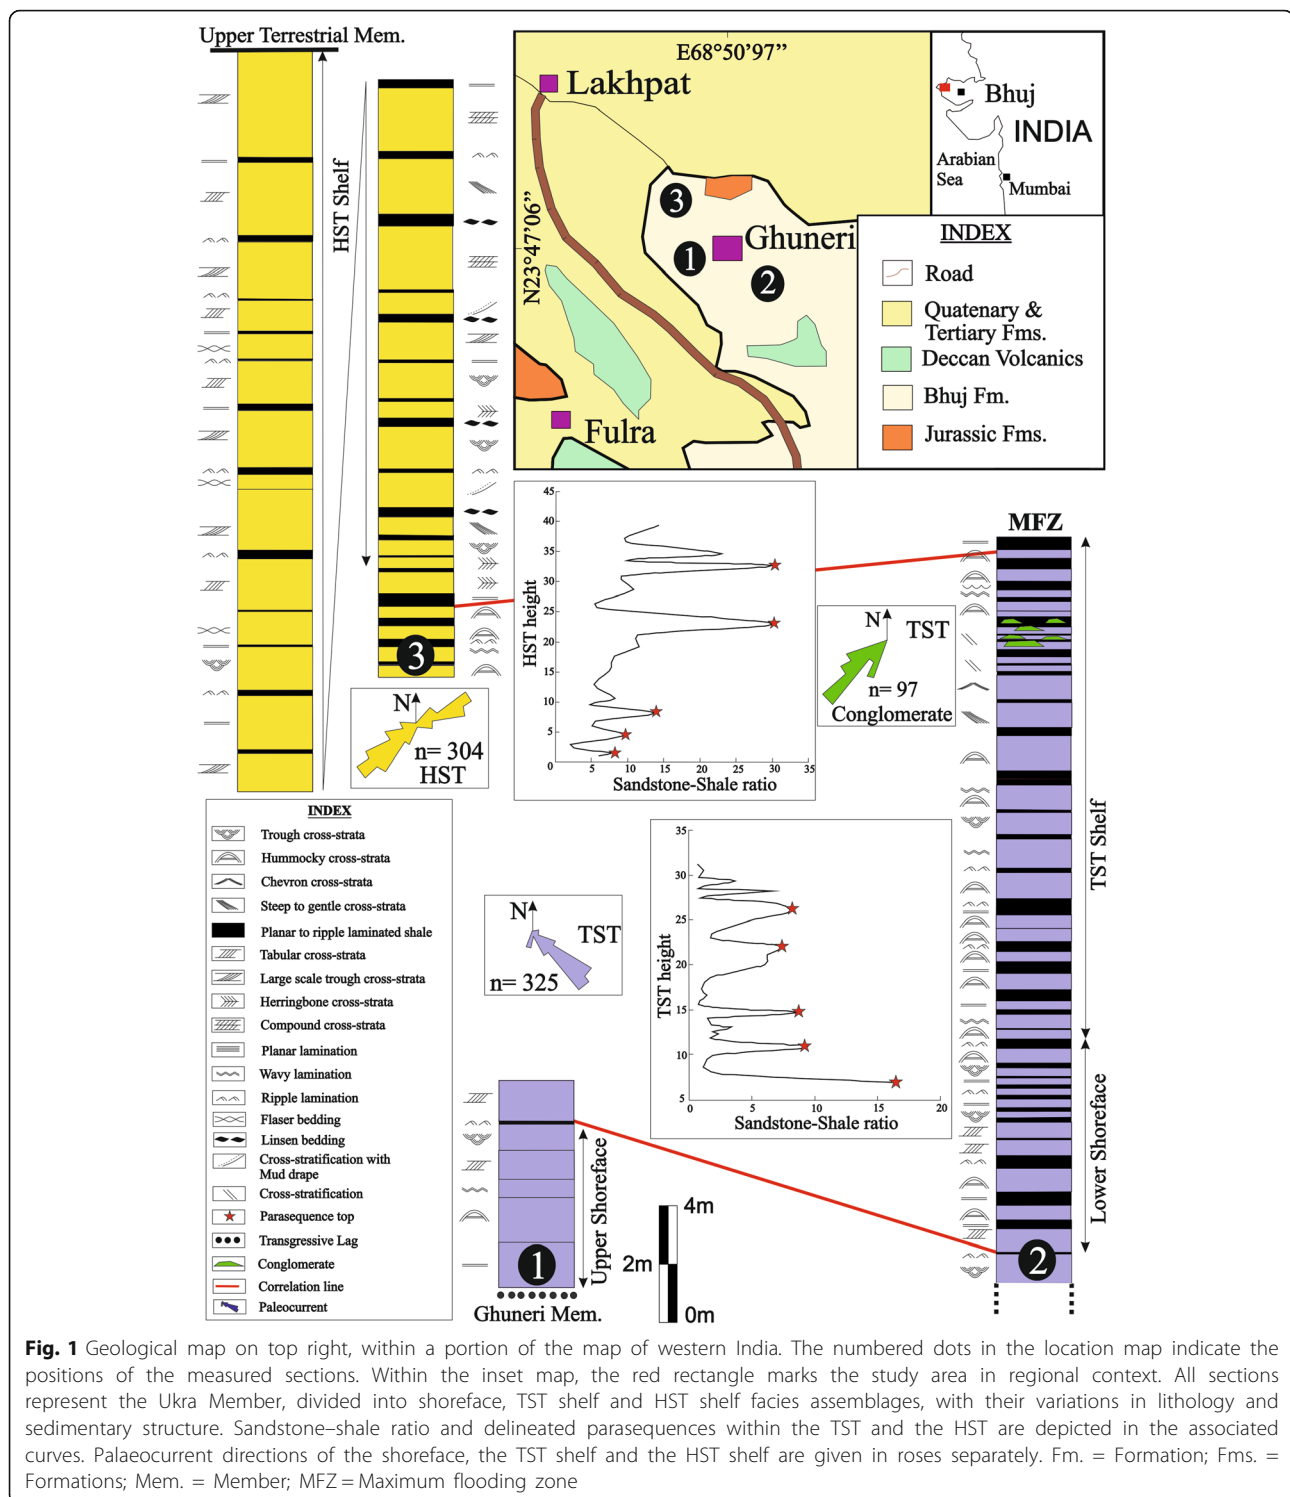 Upper Terrestrial Mem.
HST Shelf
3
E68°50'97”
N23°47'06”
Lakhpat
3
Ghuneri
1
2
Fulra
Bhuj
INDIA
Arabian
Sea
Mumbai
INDEX
Road
Quatenary &
Tertiary Fms.
Deccan Volcanics
Bhuj Fm.
Jurassic Fms.
N
n= 304
HST
45
40
35
30
25
20
15
10
5
0
HST height
5
10
15
20
25
30
35
Sandstone-Shale ratio
N
TST
n= 97
Conglomerate
MFZ
TST Shelf
Lower Shoreface
2
INDEX
Trough cross-strata
Hummocky cross-strata
Chevron cross-strata
Steep to gentle cross-strata
Planar to ripple laminated shale
Tabular cross-strata
Large scale trough cross-strata
Herringbone cross-strata
Compound cross-strata
Planar lamination
Wavy lamination
Ripple lamination
Flaser bedding
Linsen bedding
Cross-stratification with
Mud drape
Cross-stratification
Parasequence top
Transgressive Lag
Conglomerate
Correlation line
Paleocurrent
N
TST
n= 325
35
30
25
20
15
10
5
TST height
0
5
10
15
20
Sandstone-Shale ratio
Upper Shoreface
1
Ghuneri Mem.
4m
2m
0m
Fig. 1 Geological map on top right, within a portion of the map of western India. The numbered dots in the location map indicate the
positions of the measured sections. Within the inset map, the red rectangle marks the study area in regional context. All sections
represent the Ukra Member, divided into shoreface, TST shelf and HST shelf facies assemblages, with their variations in lithology and
sedimentary structure. Sandstone–shale ratio and delineated parasequences within the TST and the HST are depicted in the associated
curves. Palaeocurrent directions of the shoreface, the TST shelf and the HST shelf are given in roses separately. Fm. = Formation; Fms. =
Formations; Mem. = Member; MFZ = Maximum flooding zone